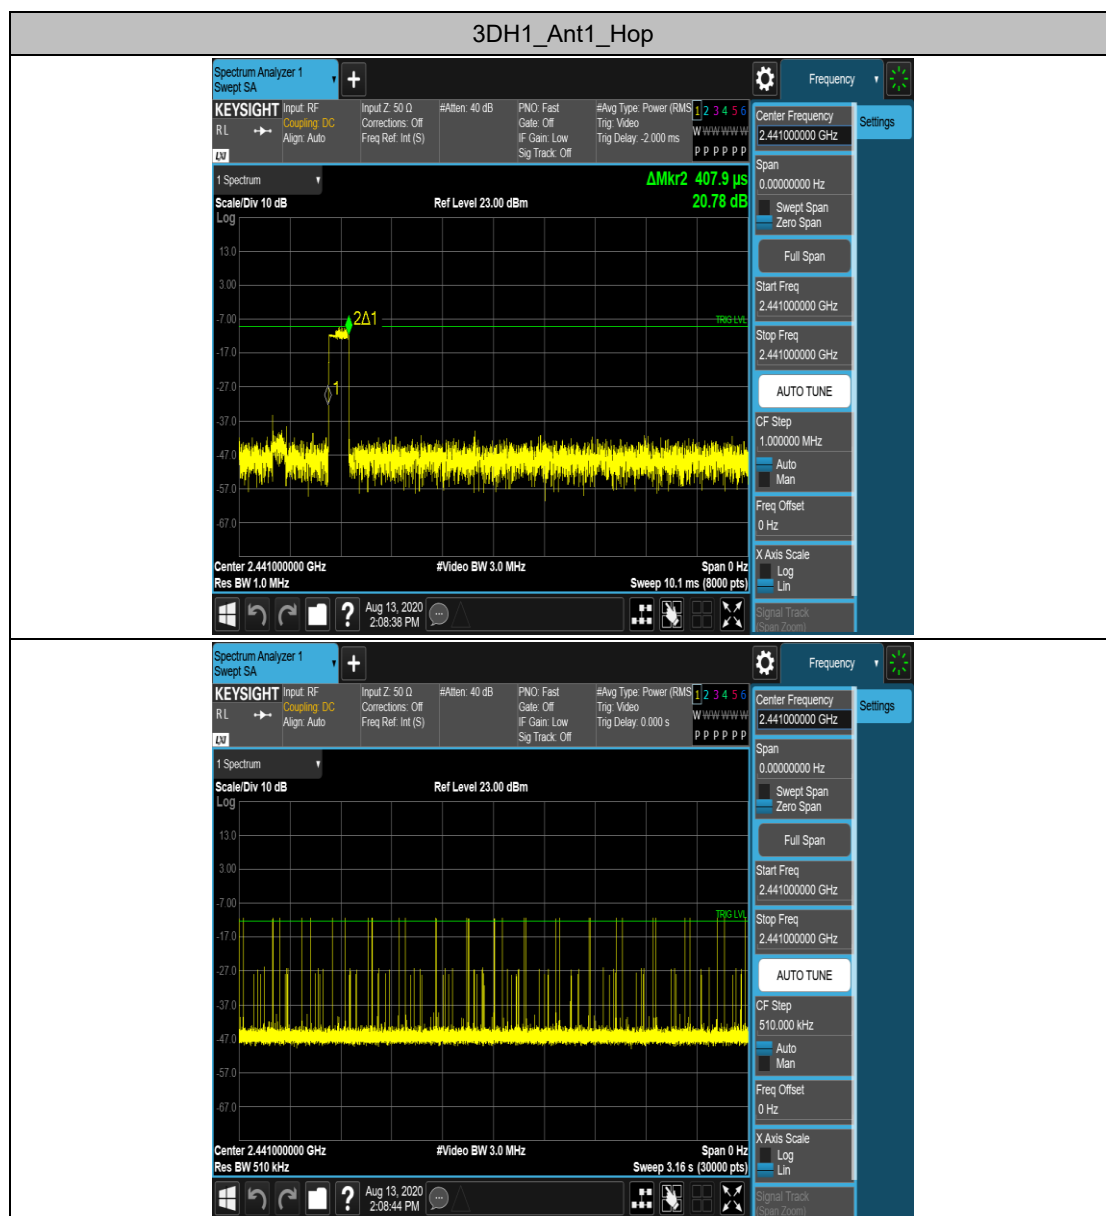 3DH1_Ant1_Hop
Spectrum Analyzer 1
Swept SA
Frequency
KEYSIGHT
RL
LXI
Input: RF
Coupling: DC
Align: Auto
Input Z: 50 Ω
Corrections: Off
Freq Ref: Int (S)
#Atten: 40 dB
PNO: Fast
Gate: Off
IF Gain: Low
Sig Track: Off
#Avg Type: Power (RMS
Trig: Video
Trig Delay: -2.000 ms
1 2 3 4 5 6
W W W W W W
P P P P P P
Center Frequency
2.441000000 GHz
Settings
1 Spectrum
ΔMkr2 407.9 µs
20.78 dB
Scale/Div 10 dB
Ref Level 23.00 dBm
Log
13.0
3.00
-7.00
-17.0
-27.0
-37.0
-47.0
-57.0
-67.0
2Δ1
1
TRIG LVL
Center 2.441000000 GHz
#Video BW 3.0 MHz
Span 0 Hz
Res BW 1.0 MHz
Sweep 10.1 ms (8000 pts)
Span
0.00000000 Hz
Swept Span
Zero Span
Full Span
Start Freq
2.441000000 GHz
Stop Freq
2.441000000 GHz
AUTO TUNE
CF Step
1.000000 MHz
Auto
Man
Freq Offset
0 Hz
X Axis Scale
Log
Lin
Signal Track
(Span Zoom)
?
Aug 13, 2020
2:08:38 PM
Spectrum Analyzer 1
Swept SA
Frequency
KEYSIGHT
RL
LXI
Input: RF
Coupling: DC
Align: Auto
Input Z: 50 Ω
Corrections: Off
Freq Ref: Int (S)
#Atten: 40 dB
PNO: Fast
Gate: Off
IF Gain: Low
Sig Track: Off
#Avg Type: Power (RMS
Trig: Video
Trig Delay: 0.000 s
1 2 3 4 5 6
W W W W W W
P P P P P P
Center Frequency
2.441000000 GHz
Settings
1 Spectrum
Scale/Div 10 dB
Ref Level 23.00 dBm
Log
13.0
3.00
-7.00
-17.0
-27.0
-37.0
-47.0
-57.0
-67.0
TRIG LVL
Center 2.441000000 GHz
#Video BW 3.0 MHz
Span 0 Hz
Res BW 510 kHz
Sweep 3.16 s (30000 pts)
Span
0.00000000 Hz
Swept Span
Zero Span
Full Span
Start Freq
2.441000000 GHz
Stop Freq
2.441000000 GHz
AUTO TUNE
CF Step
510.000 kHz
Auto
Man
Freq Offset
0 Hz
X Axis Scale
Log
Lin
Signal Track
(Span Zoom)
?
Aug 13, 2020
2:08:44 PM